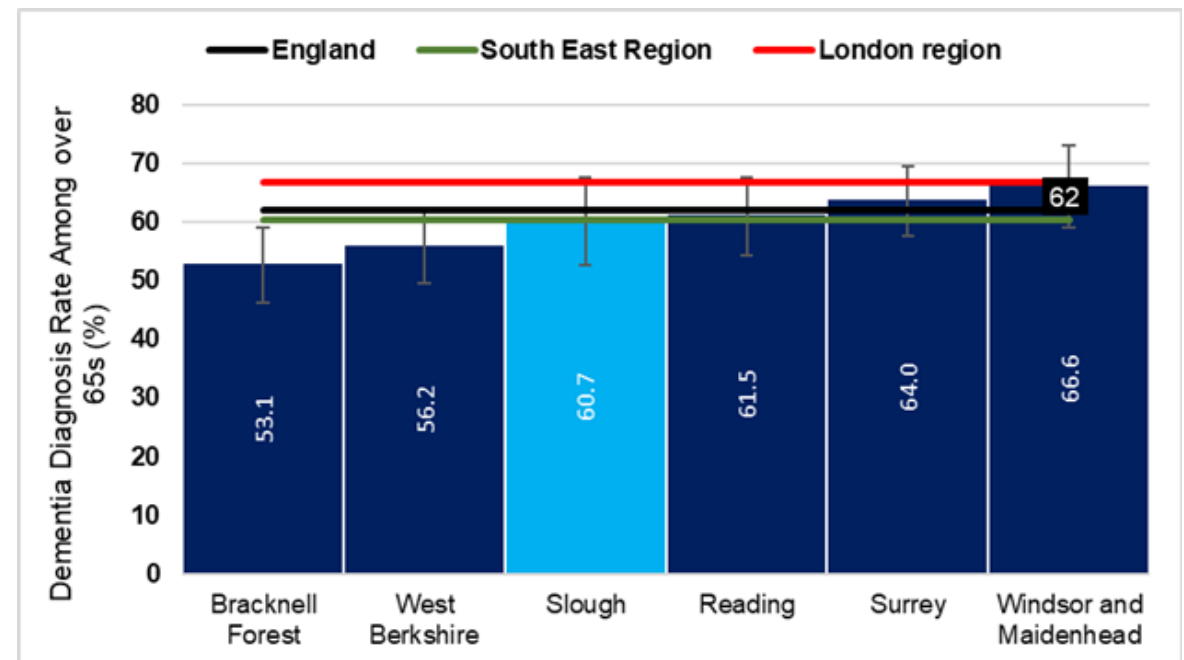 England South East Region London region
Dementia Diagnosis Rate Among over
65s (%)
80
70
60
50
40
30
20
10
0
62
53.1
56.2
60.7
61.5
64.0
66.6
Bracknell
Forest
West
Berkshire
Slough
Reading
Surrey
Windsor and
Maidenhead